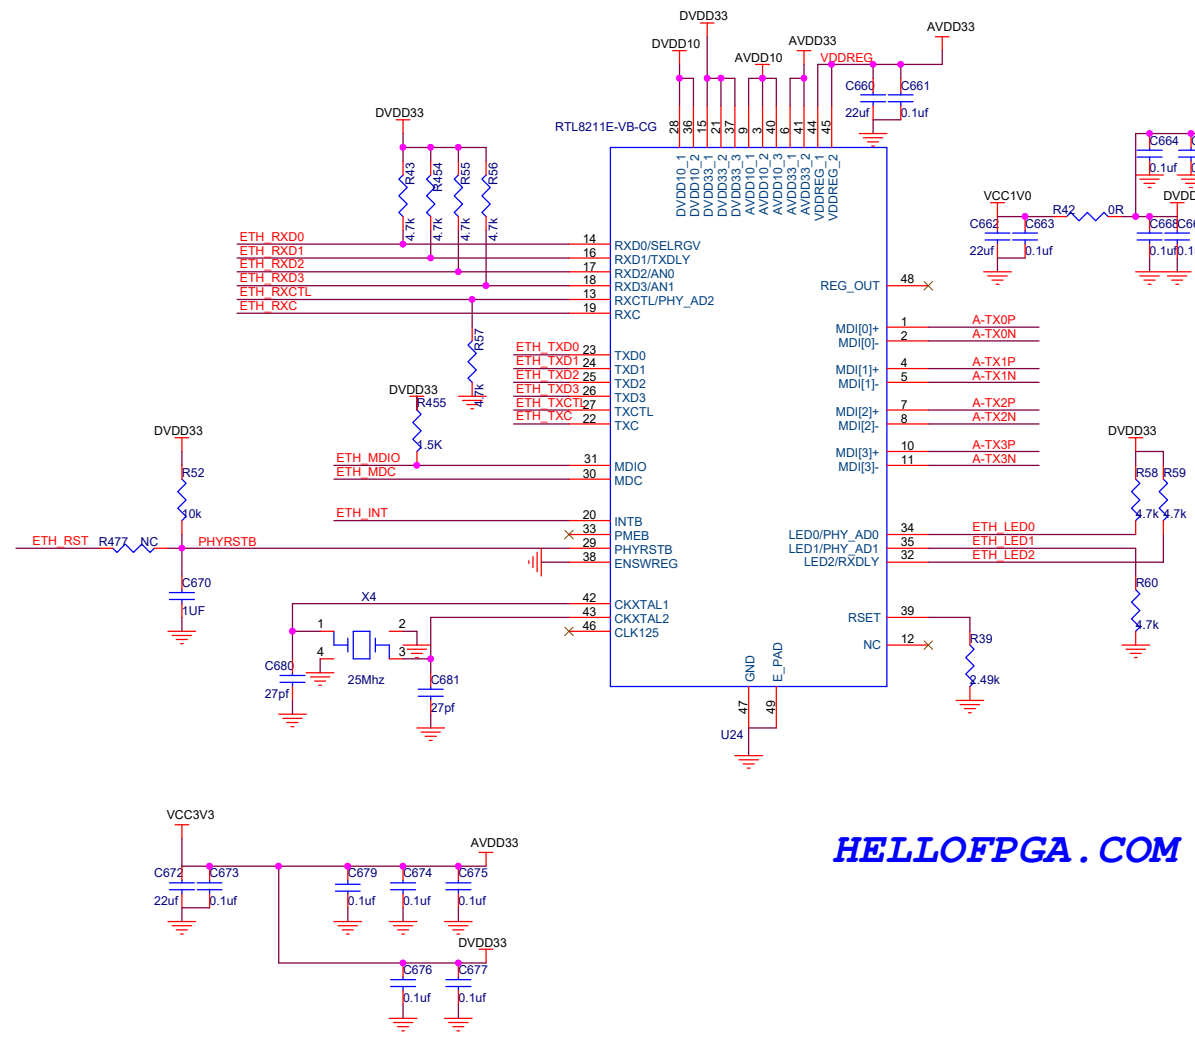 DVDD33
DVDD10
AVDD33
AVDD33
AVDD10
VDDREG
C660
C661
22uf
0.1uf
DVDD33
RTL8211E-VB-CG
28
36
15
21
37
9
3
40
6
41
44
45
DVDD10_1
DVDD10_2
DVDD33_1
DVDD33_2
DVDD33_3
AVDD10_1
AVDD10_2
AVDD10_3
AVDD33_1
AVDD33_2
VDDREG_1
VDDREG_2
C664
0.1uf
R43
R454
R55
R56
4.7k
4.7k
4.7k
4.7k
VCC1V0
R42
0R
C662
C663
22uf
0.1uf
C668
0.1uf
ETH_RXD0
14
RXD0/SELRGV
ETH_RXD1
16
RXD1/TXDLY
ETH_RXD2
17
RXD2/AN0
ETH_RXD3
18
RXD3/AN1
ETH_RXCTL
13
RXCTL/PHY_AD2
ETH_RXC
19
RXC
REG_OUT
48
R57
4.7k
MDI[0]+
1
A-TX0P
MDI[0]-
2
A-TX0N
MDI[1]+
4
A-TX1P
MDI[1]-
5
A-TX1N
MDI[2]+
7
A-TX2P
MDI[2]-
8
A-TX2N
MDI[3]+
10
A-TX3P
MDI[3]-
11
A-TX3N
ETH_TXD0
23
TXD0
ETH_TXD1
24
TXD1
ETH_TXD2
25
TXD2
ETH_TXD3
26
TXD3
ETH_TXCTL
27
TXCTL
ETH_TXC
22
TXC
DVDD33
R455
1.5K
ETH_MDIO
31
MDIO
ETH_MDC
30
MDC
DVDD33
R52
10k
DVDD33
R58
R59
4.7k
4.7k
ETH_INT
20
INTB
33
PMEB
ETH_RST
R477
NC
PHYRSTB
29
PHYRSTB
38
ENSWREG
LED0/PHY_AD0
34
ETH_LED0
LED1/PHY_AD1
35
ETH_LED1
LED2/RXDLY
32
ETH_LED2
C670
1UF
R60
4.7k
X4
42
CKXTAL1
43
CKXTAL2
46
CLK125
1
2
4
3
25Mhz
C680
27pf
C681
27pf
RSET
39
NC
12
R39
2.49k
GND
E_PAD
47
49
U24
VCC3V3
AVDD33
C672
C673
C679
C674
C675
22uf
0.1uf
0.1uf
0.1uf
0.1uf
DVDD33
C676
C677
0.1uf
0.1uf
HELLOFPGA.COM